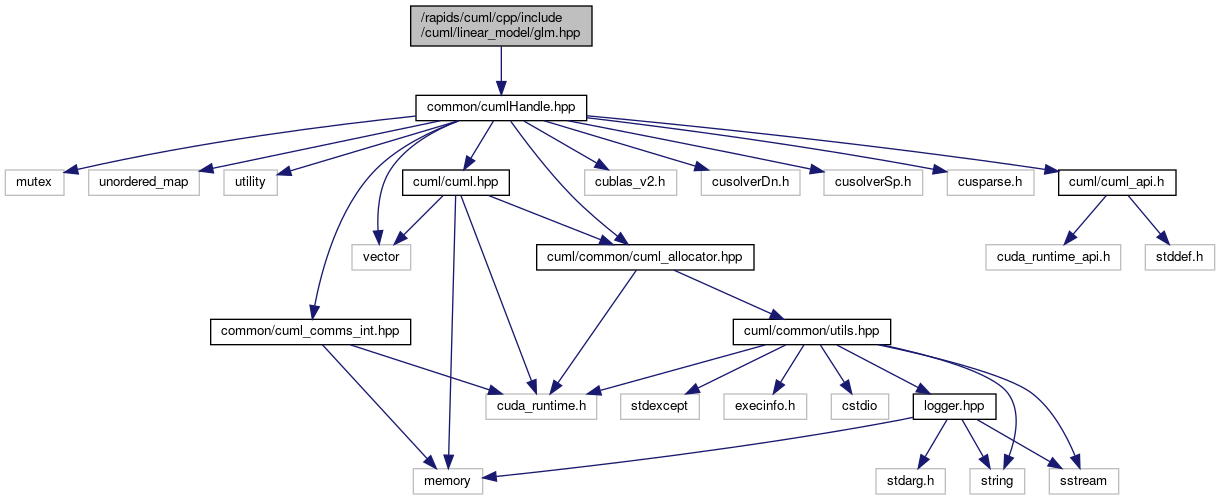 /rapids/cuml/cpp/include
/cuml/linear_model/glm.hpp
common/cumlHandle.hpp
mutex
unordered_map
utility
cuml/cuml.hpp
cublas_v2.h
cusolverDn.h
cusolverSp.h
cusparse.h
cuml/cuml_api.h
vector
cuml/common/cuml_allocator.hpp
cuda_runtime_api.h
stddef.h
common/cuml_comms_int.hpp
cuml/common/utils.hpp
cuda_runtime.h
stdexcept
execinfo.h
cstdio
logger.hpp
memory
stdarg.h
string
sstream